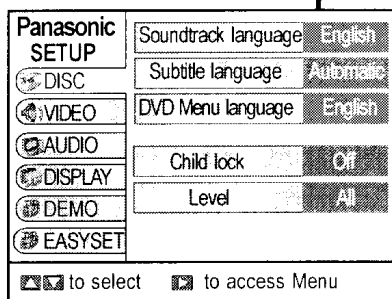 Panasonic
SETUP
DISC
VIDEO
AUDIO
DISPLAY
DEMO
EASYSET
Soundtrack language English
Subtitle language Automatic
DVD Menu language English
Child lock Off
Level All
to select to access Menu